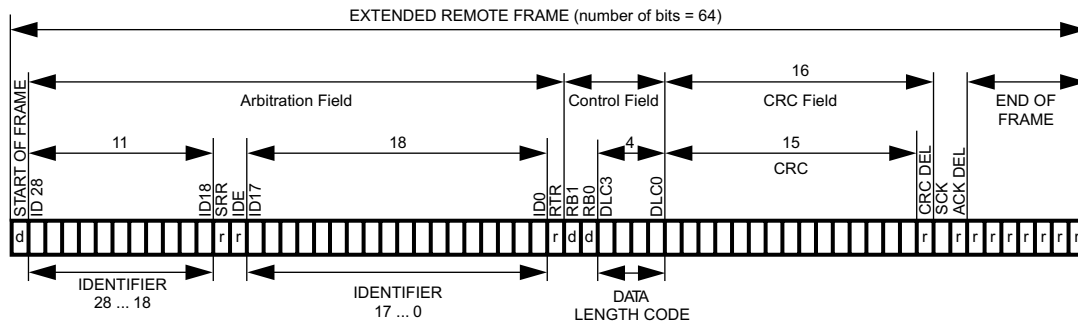 EXTENDED REMOTE FRAME (number of bits = 64)
16
Arbitration Field
Control Field
CRC Field
END OF
FRAME
11
18
4
15
CRC
START OF FRAME
ID 28
ID18
SRR
IDE
ID17
ID0
RTR
RB1
RB0
DLC3
DLC0
CRC DEL
SCK
ACK DEL
d r r r d d r r r r r r r r r
IDENTIFIER
28 ... 18
IDENTIFIER
17 ... 0
DATA
LENGTH CODE